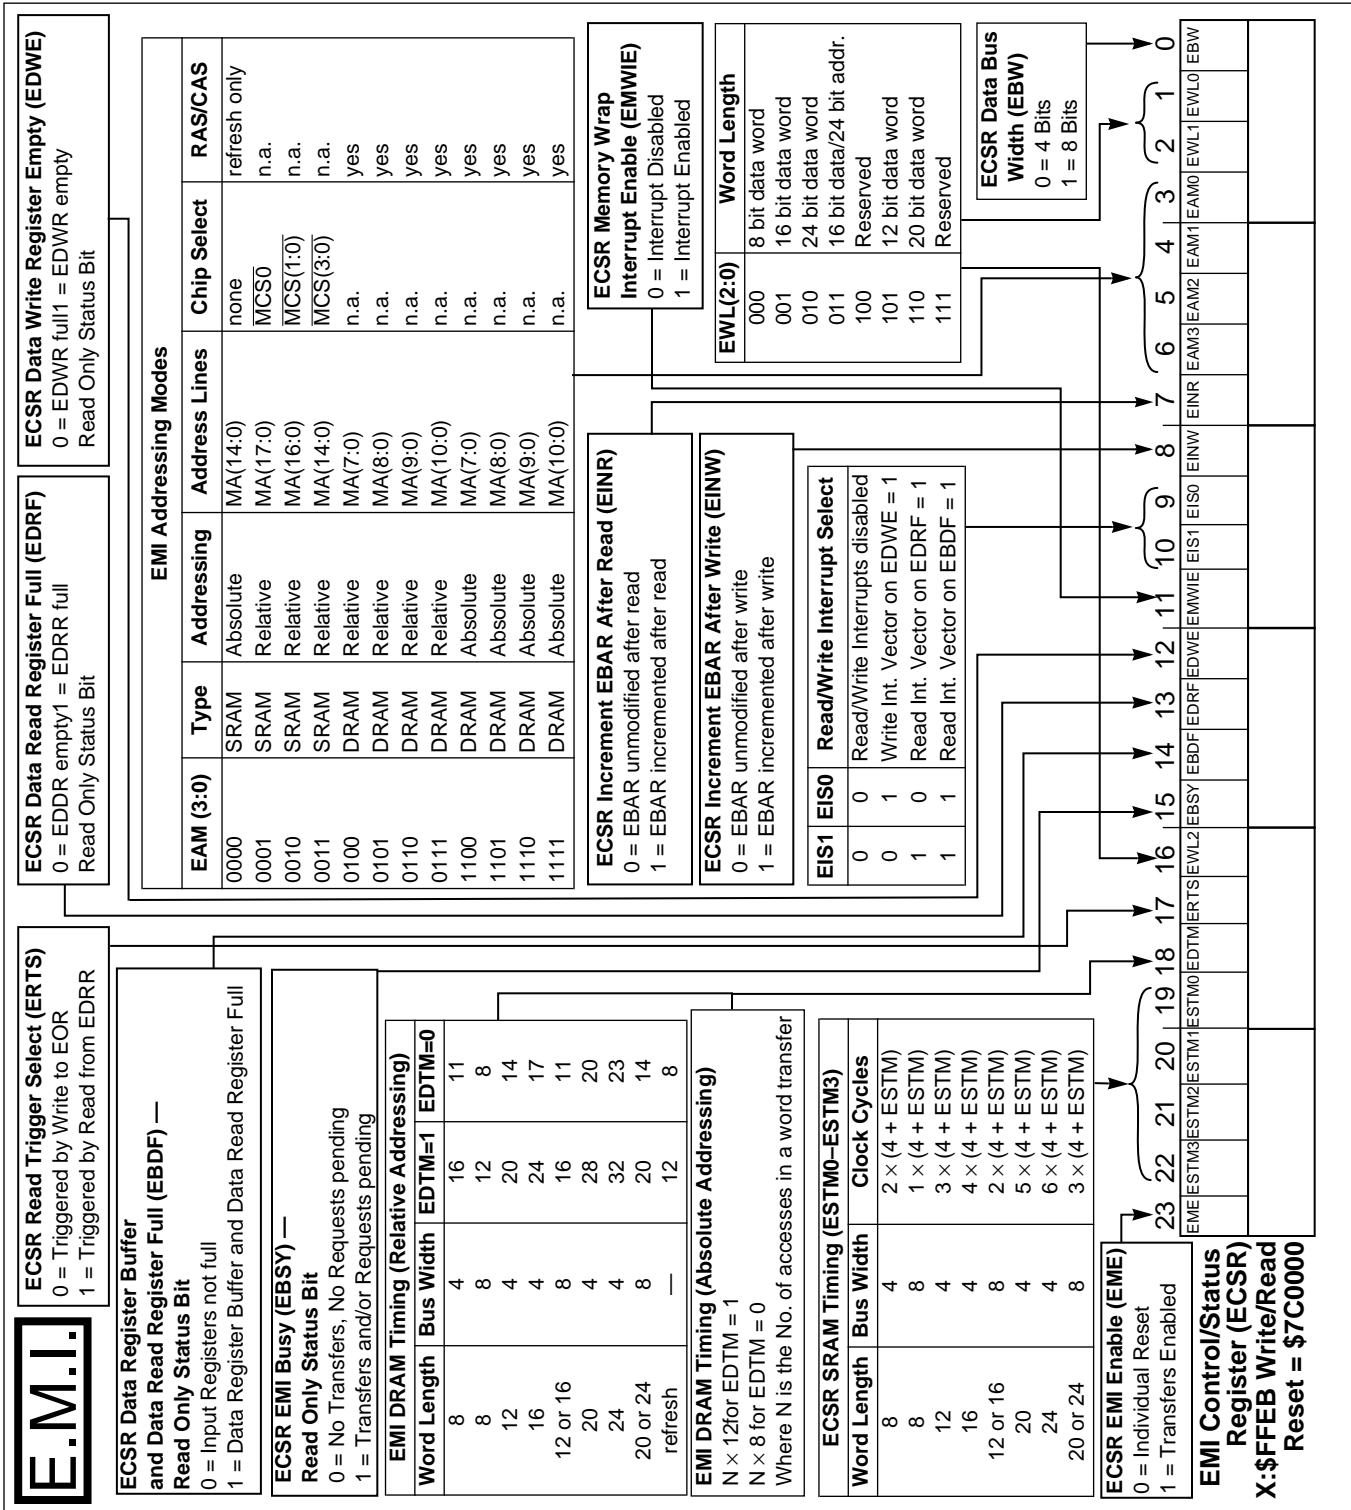 E.M.I.
ECSR Read Trigger Select (ERTS)
0 = Triggered by Write to EOR
1 = Triggered by Read from EDRR
ECSR Data Read Register Full (EDRF)
0 = EDDR empty1 = EDRR full
Read Only Status Bit
ECSR Data Write Register Empty (EDWE)
0 = EDWR full1 = EDWR empty
Read Only Status Bit
ECSR Data Register Buffer
and Data Read Register Full (EBDF) —
Read Only Status Bit
0 = Input Registers not full
1 = Data Register Buffer and Data Read Register Full
ECSR EMI Busy (EBSY) —
Read Only Status Bit
0 = No Transfers, No Requests pending
1 = Transfers and/or Requests pending
EMI DRAM Timing (Relative Addressing)
Word Length Bus Width EDTM=1 EDTM=0
8 4 16 11
8 8 12 8
12 4 20 14
16 4 24 17
12 or 16 8 16 11
20 4 28 20
24 4 32 23
20 or 24 8 20 14
refresh — 12 8
EMI DRAM Timing (Absolute Addressing)
N × 12for EDTM = 1
N × 8 for EDTM = 0
Where N is the No. of accesses in a word transfer
ECSR SRAM Timing (ESTM0–ESTM3)
Word Length Bus Width Clock Cycles
8 4 2 × (4 + ESTM)
8 8 1 × (4 + ESTM)
12 4 3 × (4 + ESTM)
16 4 4 × (4 + ESTM)
12 or 16 8 2 × (4 + ESTM)
20 4 5 × (4 + ESTM)
24 4 6 × (4 + ESTM)
20 or 24 8 3 × (4 + ESTM)
ECSR EMI Enable (EME)
0 = Individual Reset
1 = Transfers Enabled
EMI Addressing Modes
EAM (3:0) Type Addressing Address Lines Chip Select RAS/CAS
0000 SRAM Absolute MA(14:0) none refresh only
0001 SRAM Relative MA(17:0) MCS0 n.a.
0010 SRAM Relative MA(16:0) MCS(1:0) n.a.
0011 SRAM Relative MA(14:0) MCS(3:0) n.a.
0100 DRAM Relative MA(7:0) n.a. yes
0101 DRAM Relative MA(8:0) n.a. yes
0110 DRAM Relative MA(9:0) n.a. yes
0111 DRAM Relative MA(10:0) n.a. yes
1100 DRAM Absolute MA(7:0) n.a. yes
1101 DRAM Absolute MA(8:0) n.a. yes
1110 DRAM Absolute MA(9:0) n.a. yes
1111 DRAM Absolute MA(10:0) n.a. yes
ECSR Increment EBAR After Read (EINR)
0 = EBAR unmodified after read
1 = EBAR incremented after read
ECSR Increment EBAR After Write (EINW)
0 = EBAR unmodified after write
1 = EBAR incremented after write
EIS1 EIS0 Read/Write Interrupt Select
0 0 Read/Write Interrupts disabled
0 1 Write Int. Vector on EDWE = 1
1 0 Read Int. Vector on EDRF = 1
1 1 Read Int. Vector on EBDF = 1
ECSR Memory Wrap
Interrupt Enable (EMWIE)
0 = Interrupt Disabled
1 = Interrupt Enabled
EWL(2:0) Word Length
000 8 bit data word
001 16 bit data word
010 24 bit data word
011 16 bit data/24 bit addr.
100 Reserved
101 12 bit data word
110 20 bit data word
111 Reserved
ECSR Data Bus
Width (EBW)
0 = 4 Bits
1 = 8 Bits
23 22 21 20 19 18 17 16 15 14 13 12 11 10 9 8 7 6 5 4 3 2 1 0
EME ESTM3 ESTM2 ESTM1 ESTM0 EDTM ERTS EWL2 EBSY EBDF EDRF EDWE EMWIE EIS1 EIS0 EINW EINR EAM3 EAM2 EAM1 EAM0 EWL1 EWL0 EBW
EMI Control/Status
Register (ECSR)
X:$FFEB Write/Read
Reset = $7C0000